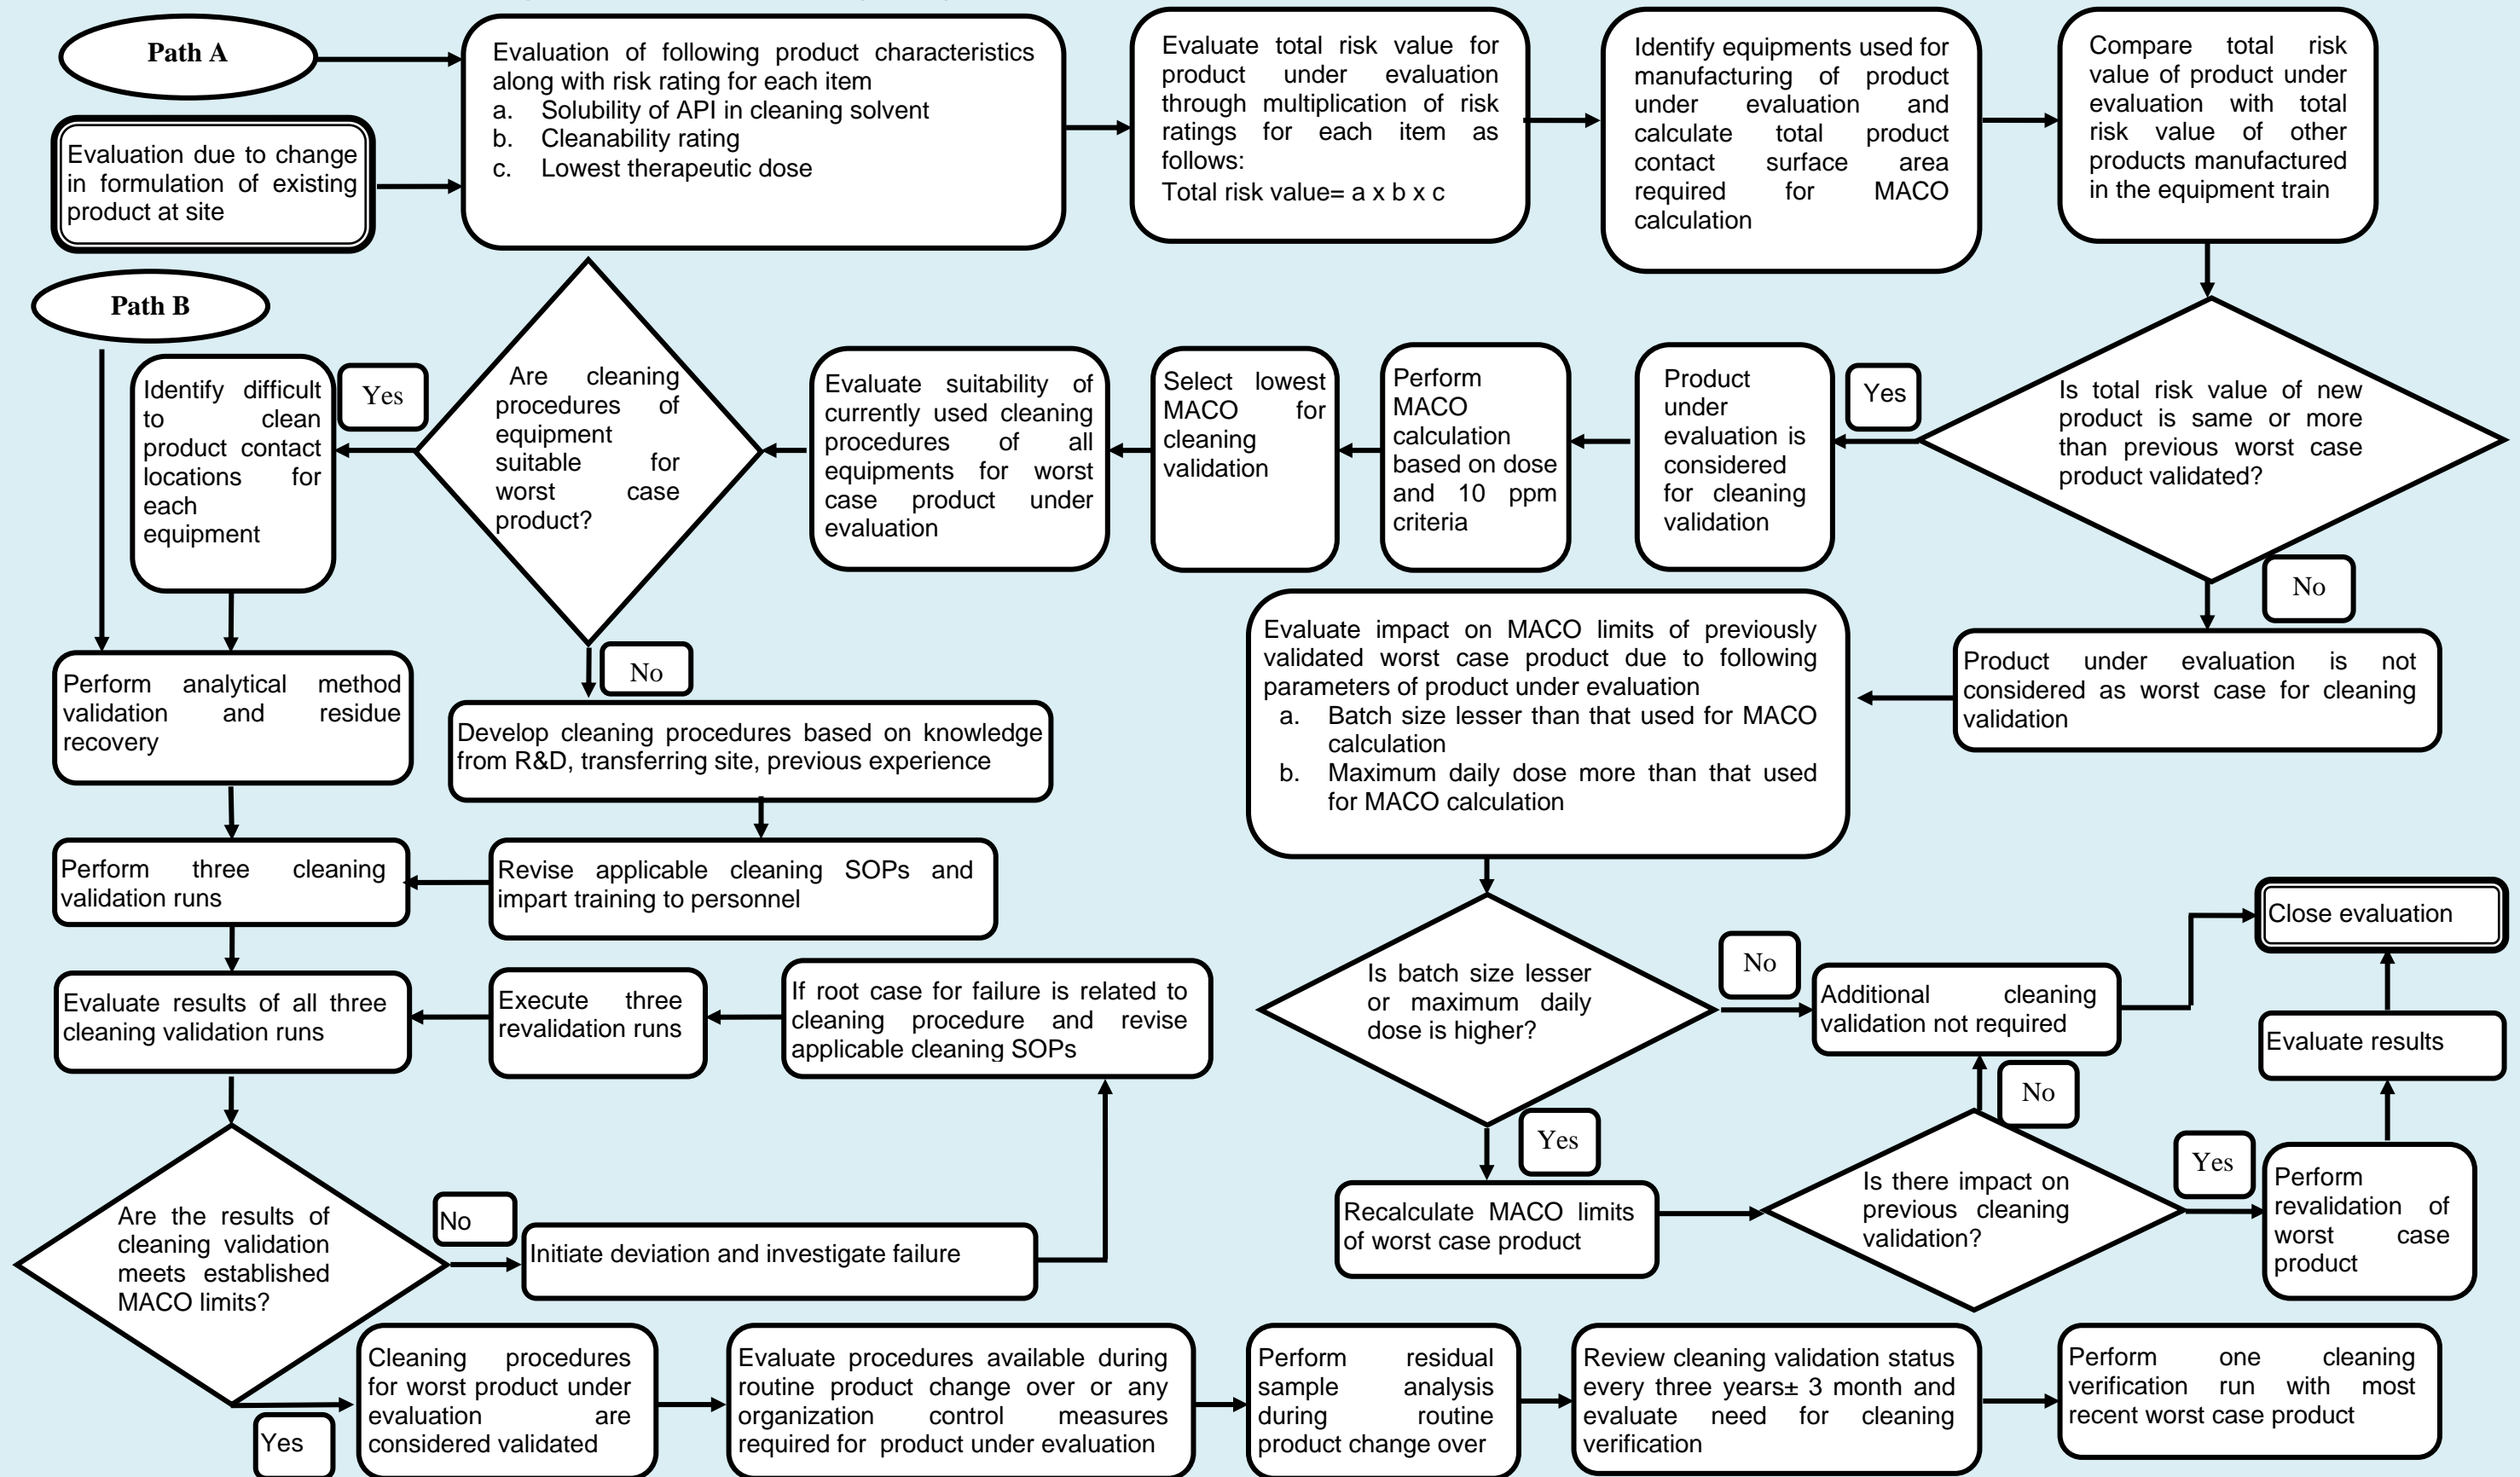 Path A
Evaluation due to change
in formulation of existing
product at site
Evaluation of following product characteristics
along with risk rating for each item
a. Solubility of API in cleaning solvent
b. Cleanability rating
c. Lowest therapeutic dose
Evaluate total risk value for
product under evaluation
through multiplication of risk
ratings for each item as
follows:
Total risk value= a x b x c
Identify equipments used for
manufacturing of product
under evaluation and
calculate total product
contact surface area
required for MACO
calculation
Compare total risk
value of product under
evaluation with total
risk value of other
products manufactured
in the equipment train
Is total risk value of new
product is same or more
than previous worst case
product validated?
Yes
Product
under
evaluation is
considered
for cleaning
validation
Perform
MACO
calculation
based on dose
and 10 ppm
criteria
Select lowest
MACO for
cleaning
validation
Evaluate suitability of
currently used cleaning
procedures of all
equipments for worst
case product under
evaluation
Are cleaning
procedures of
equipment
suitable for
worst case
product?
Yes
Identify difficult
to clean
product contact
locations for
each
equipment
Path B
Perform analytical method
validation and residue
recovery
No
Develop cleaning procedures based on knowledge
from R&D, transferring site, previous experience
Revise applicable cleaning SOPs and
impart training to personnel
Perform three cleaning
validation runs
Evaluate results of all three
cleaning validation runs
Execute three
revalidation runs
If root case for failure is related to
cleaning procedure and revise
applicable cleaning SOPs
Are the results of
cleaning validation
meets established
MACO limits?
No
Initiate deviation and investigate failure
Yes
Cleaning procedures
for worst product under
evaluation are
considered validated
Evaluate procedures available during
routine product change over or any
organization control measures
required for product under evaluation
Perform residual
sample analysis
during routine
product change over
Review cleaning validation status
every three years± 3 month and
evaluate need for cleaning
verification
Perform one cleaning
verification run with most
recent worst case product
No
Product under evaluation is not
considered as worst case for cleaning
validation
Evaluate impact on MACO limits of previously
validated worst case product due to following
parameters of product under evaluation
a. Batch size lesser than that used for MACO
calculation
b. Maximum daily dose more than that used
for MACO calculation
Is batch size lesser
or maximum daily
dose is higher?
No
Additional cleaning
validation not required
Close evaluation
Yes
Recalculate MACO limits
of worst case product
Is there impact on
previous cleaning
validation?
No
Yes
Perform
revalidation of
worst case
product
Evaluate results